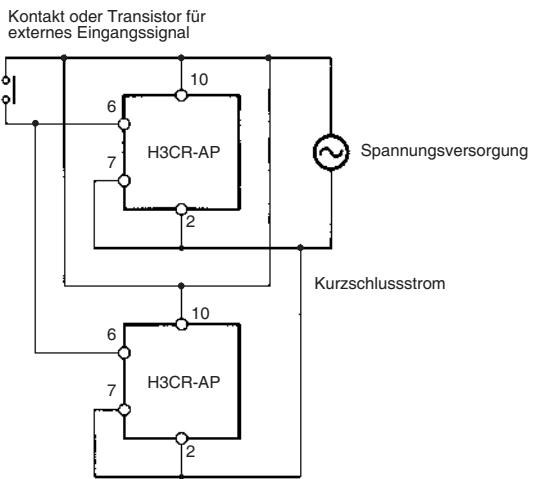 Kontakt oder Transistor für
externes Eingangssignal
10
6
H3CR-AP
7
Spannungsversorgung
2
Kurzschlussstrom
10
6
H3CR-AP
7
2